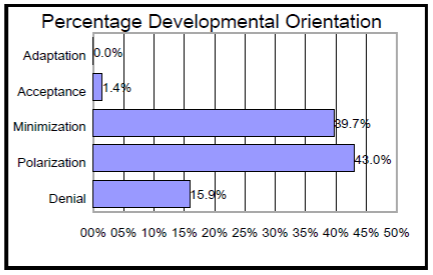 Percentage Developmental Orientation
Adaptation 0.0%
Acceptance 1.4%
Minimization 39.7%
Polarization 43.0%
Denial 15.9%
00% 05% 10% 15% 20% 25% 30% 35% 40% 45% 50%